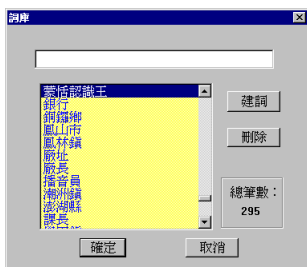 詞庫
蒙恬認識王
銀行
銅鑼鄉
鳳山市
鳳林鎮
廠址
廠長
播音員
潮洲鎮
澎湖縣
課長
建詞
刪除
總筆數：
295
確定
取消